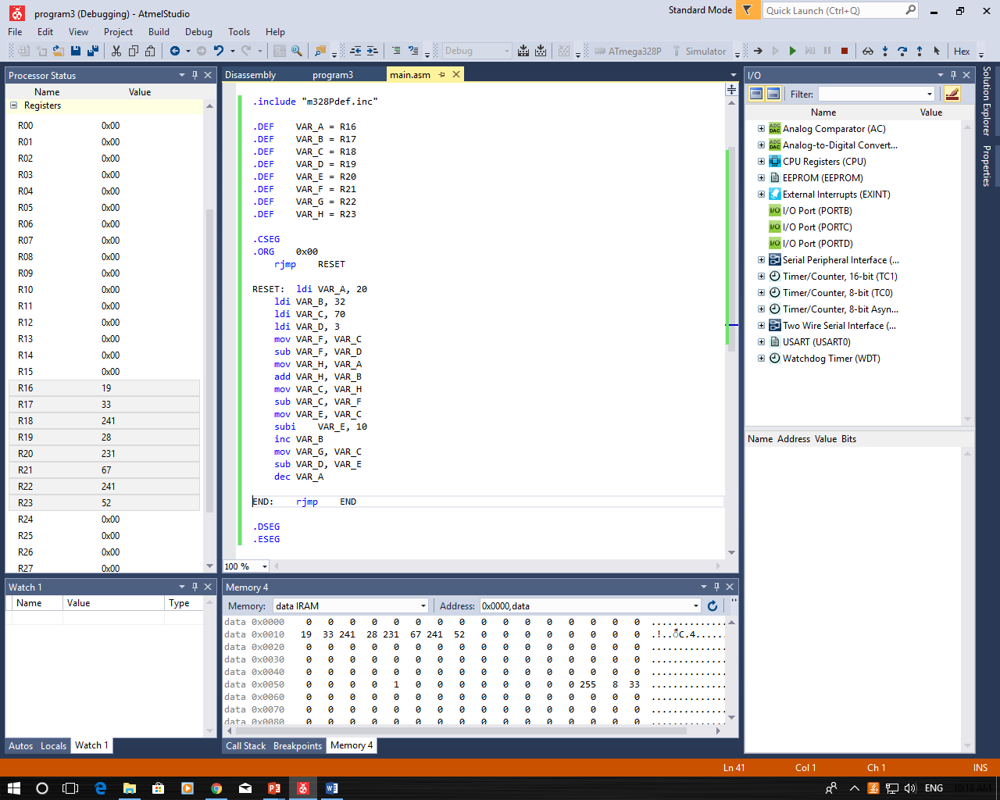 program3 (Debugging) - AtmelStudio
Standard Mode
Quick Launch (Ctrl+Q)
File Edit View Project Build Debug Tools Help
Debug
ATmega328P
Simulator
Hex
Processor Status
Name Value
Registers
R00 0x00
R01 0x00
R02 0x00
R03 0x00
R04 0x00
R05 0x00
R06 0x00
R07 0x00
R08 0x00
R09 0x00
R10 0x00
R11 0x00
R12 0x00
R13 0x00
R14 0x00
R15 0x00
R16 19
R17 33
R18 241
R19 28
R20 231
R21 67
R22 241
R23 52
R24 0x00
R25 0x00
R26 0x00
R27 0x00
Disassembly program3 main.asm
.include "m328Pdef.inc"
.DEF VAR_A = R16
.DEF VAR_B = R17
.DEF VAR_C = R18
.DEF VAR_D = R19
.DEF VAR_E = R20
.DEF VAR_F = R21
.DEF VAR_G = R22
.DEF VAR_H = R23
.CSEG
.ORG 0x00
rjmp RESET
RESET: ldi VAR_A, 20
ldi VAR_B, 32
ldi VAR_C, 70
ldi VAR_D, 3
mov VAR_F, VAR_C
sub VAR_F, VAR_D
mov VAR_H, VAR_A
add VAR_H, VAR_B
mov VAR_C, VAR_H
sub VAR_C, VAR_F
mov VAR_E, VAR_C
subi VAR_E, 10
inc VAR_B
mov VAR_G, VAR_C
sub VAR_D, VAR_E
dec VAR_A
END: rjmp END
.DSEG
.ESEG
100 %
I/O
Filter:
Name Value
Analog Comparator (AC)
Analog-to-Digital Convert...
CPU Registers (CPU)
EEPROM (EEPROM)
External Interrupts (EXINT)
I/O Port (PORTB)
I/O Port (PORTC)
I/O Port (PORTD)
Serial Peripheral Interface (...
Timer/Counter, 16-bit (TC1)
Timer/Counter, 8-bit (TC0)
Timer/Counter, 8-bit Asyn...
Two Wire Serial Interface (...
USART (USART0)
Watchdog Timer (WDT)
Name Address Value Bits
Solution Explorer
Properties
Watch 1
Name Value Type
Autos Locals Watch 1
Memory 4
Memory: data IRAM Address: 0x0000,data
data 0x0000 0 0 0 0 0 0 0 0 0 0 0 0 0 0 0 0 ..............
data 0x0010 19 33 241 28 231 67 241 52 0 0 0 0 0 0 0 0
data 0x0020 0 0 0 0 0 0 0 0 0 0 0 0 0 0 0 0 ..............
data 0x0030 0 0 0 0 0 0 0 0 0 0 0 0 0 0 0 0 ..............
data 0x0040 0 0 0 0 0 0 0 0 0 0 0 0 0 0 0 0 ..............
data 0x0050 0 0 0 0 1 0 0 0 0 0 0 0 0 255 8 33 ..............
data 0x0060 0 0 0 0 0 0 0 0 0 0 0 0 0 0 0 0 ..............
data 0x0070 0 0 0 0 0 0 0 0 0 0 0 0 0 0 0 0 ..............
data 0x0080 0 0 0 0 0 0 0 0 0 0 0 0 0 0 0 0 ..............
Call Stack Breakpoints Memory 4
Ln 41 Col 1 Ch 1 INS
ENG 10:18 AM